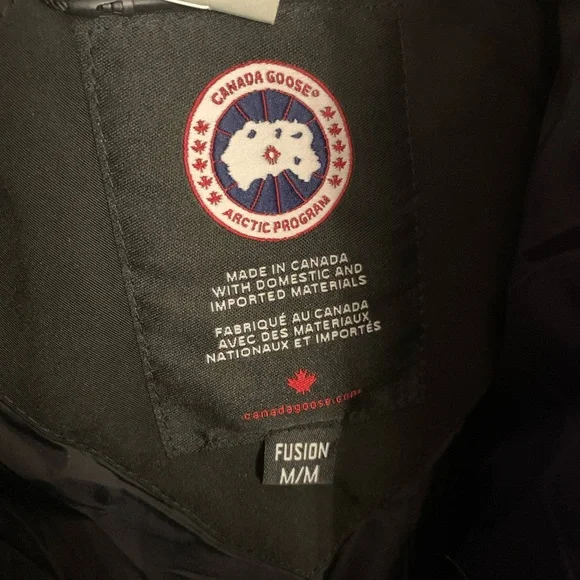 CANADA GOOSE®
ARCTIC PROGRAM
MADE IN CANADA
WITH DOMESTIC AND
IMPORTED MATERIALS
FABRIQUÉ AU CANADA
AVEC DES MATERIAUX
NATIONAUX ET IMPORTÉS
canadagoose.com
FUSION
M/M